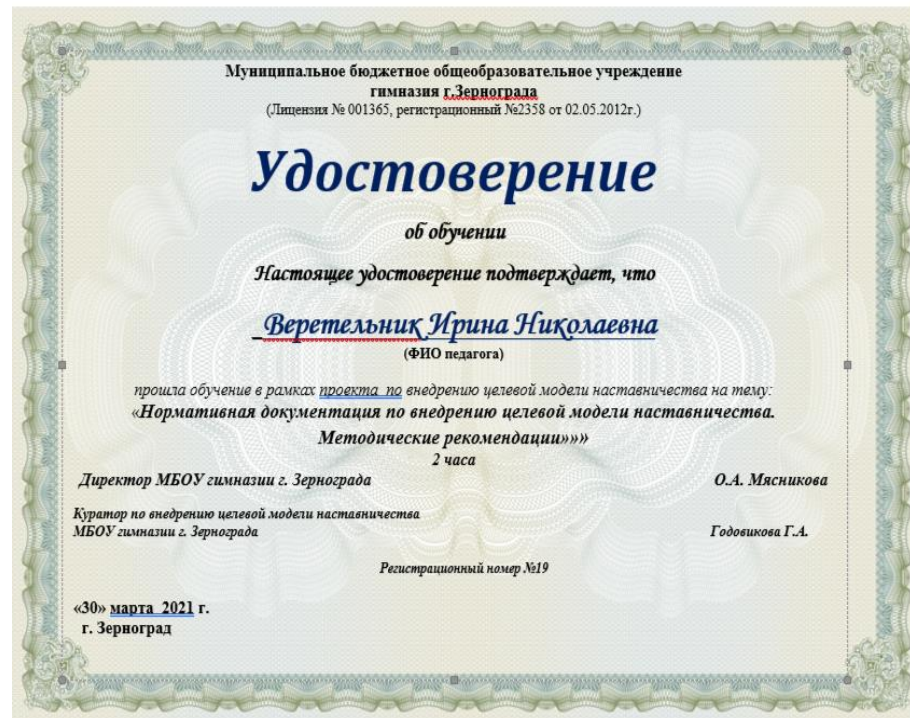 Муниципальное бюджетное общеобразовательное учреждение
гимназия г.Зернограда
(Лицензия № 001365, регистрационный №2358 от 02.05.2012г.)
Удостоверение
об обучении
Настоящее удостоверение подтверждает, что
_Веретельник Ирина Николаевна
(ФИО педагога)
прошла обучение в рамках проекта по внедрению целевой модели наставничества на тему:
«Нормативная документация по внедрению целевой модели наставничества.
Методические рекомендации»»»
2 часа
Директор МБОУ гимназии г. Зернограда О.А. Мясникова
Куратор по внедрению целевой модели наставничества
МБОУ гимназии г. Зернограда Годовикова Г.А.
Регистрационный номер №19
«30» марта 2021 г.
г. Зерноград